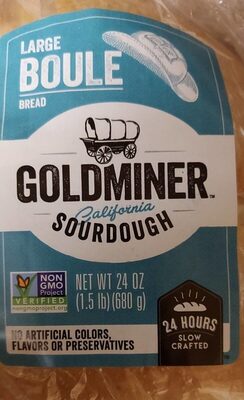 LARGE
BOULE
BREAD
GOLDMINER™
California
SOURDOUGH
NON
GMO
Project
VERIFIED
nongmoproject.org
NET WT 24 OZ
(1.5 lb) (680 g)
NO ARTIFICIAL COLORS,
FLAVORS OR PRESERVATIVES
24 HOURS
SLOW
CRAFTED